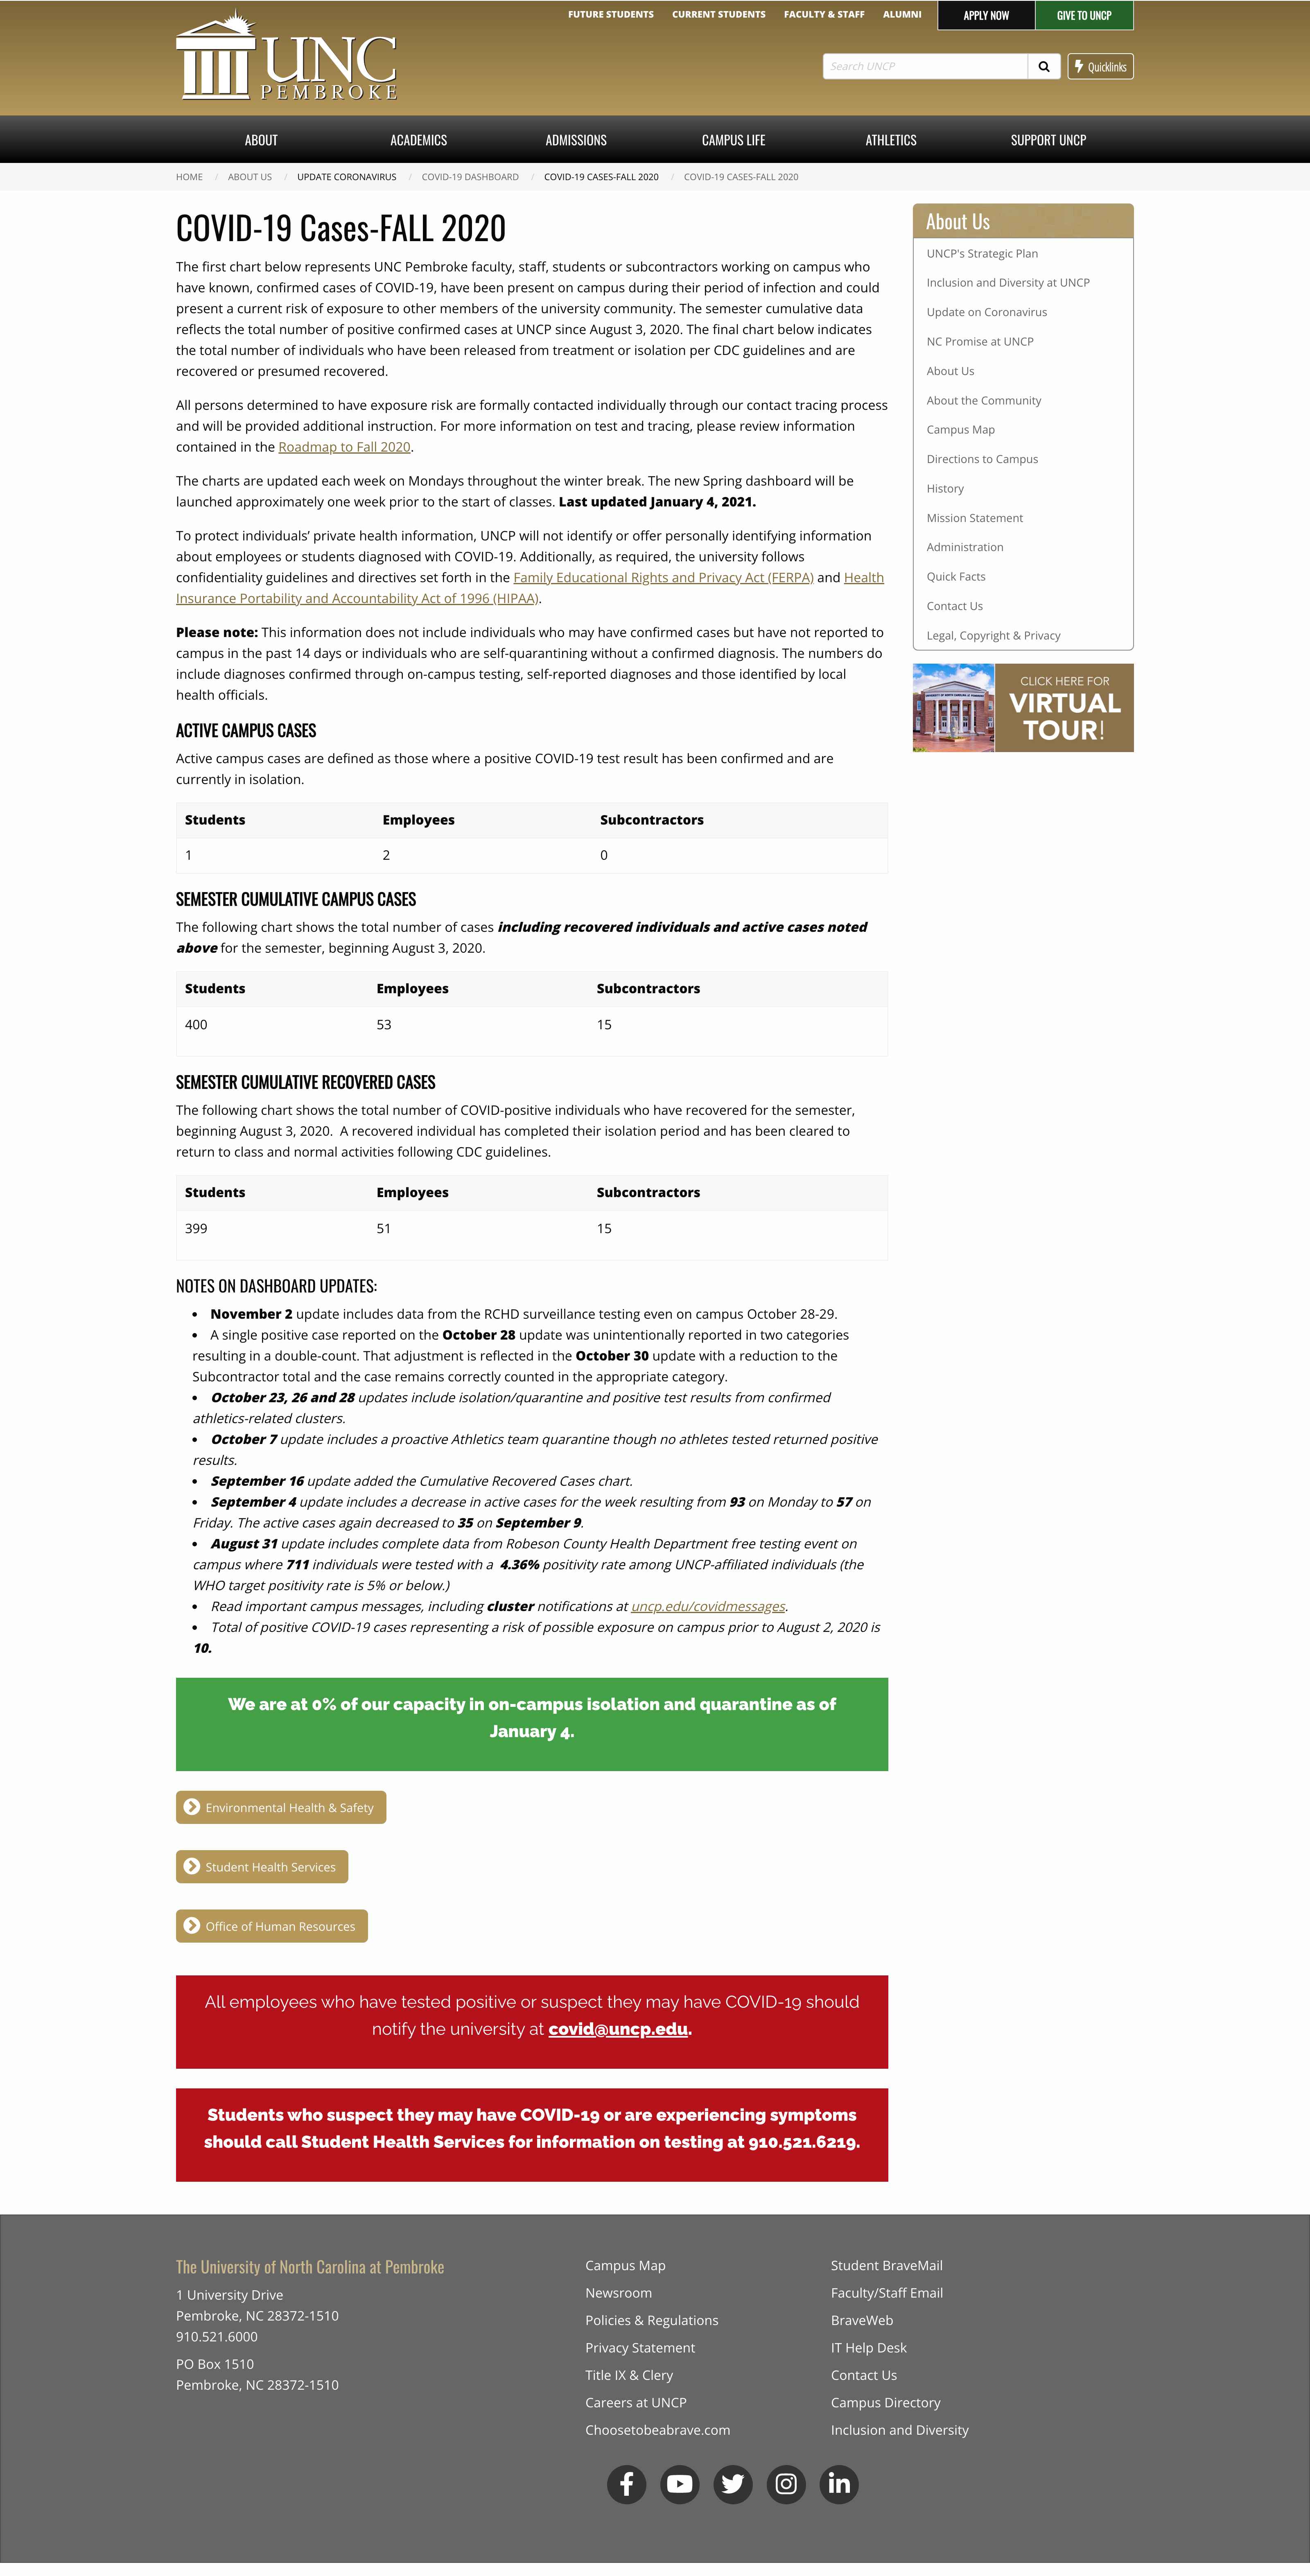 FUTURE STUDENTS CURRENT STUDENTS FACULTY & STAFF ALUMNI APPLY NOW GIVE TO UNCP
UNC
PEMBROKE
Search UNCP Quicklinks
ABOUT ACADEMICS ADMISSIONS CAMPUS LIFE ATHLETICS SUPPORT UNCP
HOME / ABOUT US / UPDATE CORONAVIRUS / COVID-19 DASHBOARD / COVID-19 CASES-FALL 2020 / COVID-19 CASES-FALL 2020
COVID-19 Cases-FALL 2020
The first chart below represents UNC Pembroke faculty, staff, students or subcontractors working on campus who
have known, confirmed cases of COVID-19, have been present on campus during their period of infection and could
present a current risk of exposure to other members of the university community. The semester cumulative data
reflects the total number of positive confirmed cases at UNCP since August 3, 2020. The final chart below indicates
the total number of individuals who have been released from treatment or isolation per CDC guidelines and are
recovered or presumed recovered.
All persons determined to have exposure risk are formally contacted individually through our contact tracing process
and will be provided additional instruction. For more information on test and tracing, please review information
contained in the Roadmap to Fall 2020.
The charts are updated each week on Mondays throughout the winter break. The new Spring dashboard will be
launched approximately one week prior to the start of classes. Last updated January 4, 2021.
To protect individuals’ private health information, UNCP will not identify or offer personally identifying information
about employees or students diagnosed with COVID-19. Additionally, as required, the university follows
confidentiality guidelines and directives set forth in the Family Educational Rights and Privacy Act (FERPA) and Health
Insurance Portability and Accountability Act of 1996 (HIPAA).
Please note: This information does not include individuals who may have confirmed cases but have not reported to
campus in the past 14 days or individuals who are self-quarantining without a confirmed diagnosis. The numbers do
include diagnoses confirmed through on-campus testing, self-reported diagnoses and those identified by local
health officials.
ACTIVE CAMPUS CASES
Active campus cases are defined as those where a positive COVID-19 test result has been confirmed and are
currently in isolation.
Students Employees Subcontractors
1 2 0
SEMESTER CUMULATIVE CAMPUS CASES
The following chart shows the total number of cases including recovered individuals and active cases noted
above for the semester, beginning August 3, 2020.
Students Employees Subcontractors
400 53 15
SEMESTER CUMULATIVE RECOVERED CASES
The following chart shows the total number of COVID-positive individuals who have recovered for the semester,
beginning August 3, 2020. A recovered individual has completed their isolation period and has been cleared to
return to class and normal activities following CDC guidelines.
Students Employees Subcontractors
399 51 15
NOTES ON DASHBOARD UPDATES:
• November 2 update includes data from the RCHD surveillance testing even on campus October 28-29.
• A single positive case reported on the October 28 update was unintentionally reported in two categories
resulting in a double-count. That adjustment is reflected in the October 30 update with a reduction to the
Subcontractor total and the case remains correctly counted in the appropriate category.
• October 23, 26 and 28 updates include isolation/quarantine and positive test results from confirmed
athletics-related clusters.
• October 7 update includes a proactive Athletics team quarantine though no athletes tested returned positive
results.
• September 16 update added the Cumulative Recovered Cases chart.
• September 4 update includes a decrease in active cases for the week resulting from 93 on Monday to 57 on
Friday. The active cases again decreased to 35 on September 9.
• August 31 update includes complete data from Robeson County Health Department free testing event on
campus where 711 individuals were tested with a 4.36% positivity rate among UNCP-affiliated individuals (the
WHO target positivity rate is 5% or below.)
• Read important campus messages, including cluster notifications at uncp.edu/covidmessages.
• Total of positive COVID-19 cases representing a risk of possible exposure on campus prior to August 2, 2020 is
10.
We are at 0% of our capacity in on-campus isolation and quarantine as of
January 4.
Environmental Health & Safety
Student Health Services
Office of Human Resources
All employees who have tested positive or suspect they may have COVID-19 should
notify the university at covid@uncp.edu.
Students who suspect they may have COVID-19 or are experiencing symptoms
should call Student Health Services for information on testing at 910.521.6219.
About Us
UNCP's Strategic Plan
Inclusion and Diversity at UNCP
Update on Coronavirus
NC Promise at UNCP
About Us
About the Community
Campus Map
Directions to Campus
History
Mission Statement
Administration
Quick Facts
Contact Us
Legal, Copyright & Privacy
CLICK HERE FOR
VIRTUAL
TOUR!
The University of North Carolina at Pembroke
1 University Drive
Pembroke, NC 28372-1510
910.521.6000
PO Box 1510
Pembroke, NC 28372-1510
Campus Map
Newsroom
Policies & Regulations
Privacy Statement
Title IX & Clery
Careers at UNCP
Choosetobeabrave.com
Student BraveMail
Faculty/Staff Email
BraveWeb
IT Help Desk
Contact Us
Campus Directory
Inclusion and Diversity